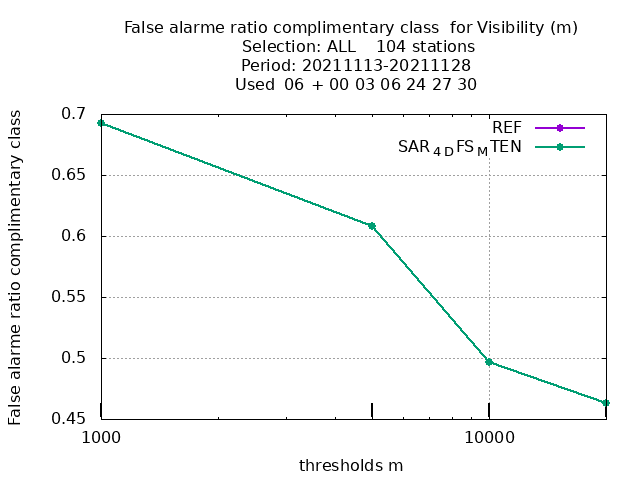 False alarme ratio complimentary class  for Visibility (m)
Selection: ALL    104 stations
Period: 20211113-20211128
Used  06  + 00 03 06 24 27 30
False alarme ratio complimentary class
0.7
0.65
0.6
0.55
0.5
0.45
REF
SAR4DFSMTEN
1000
10000
thresholds m